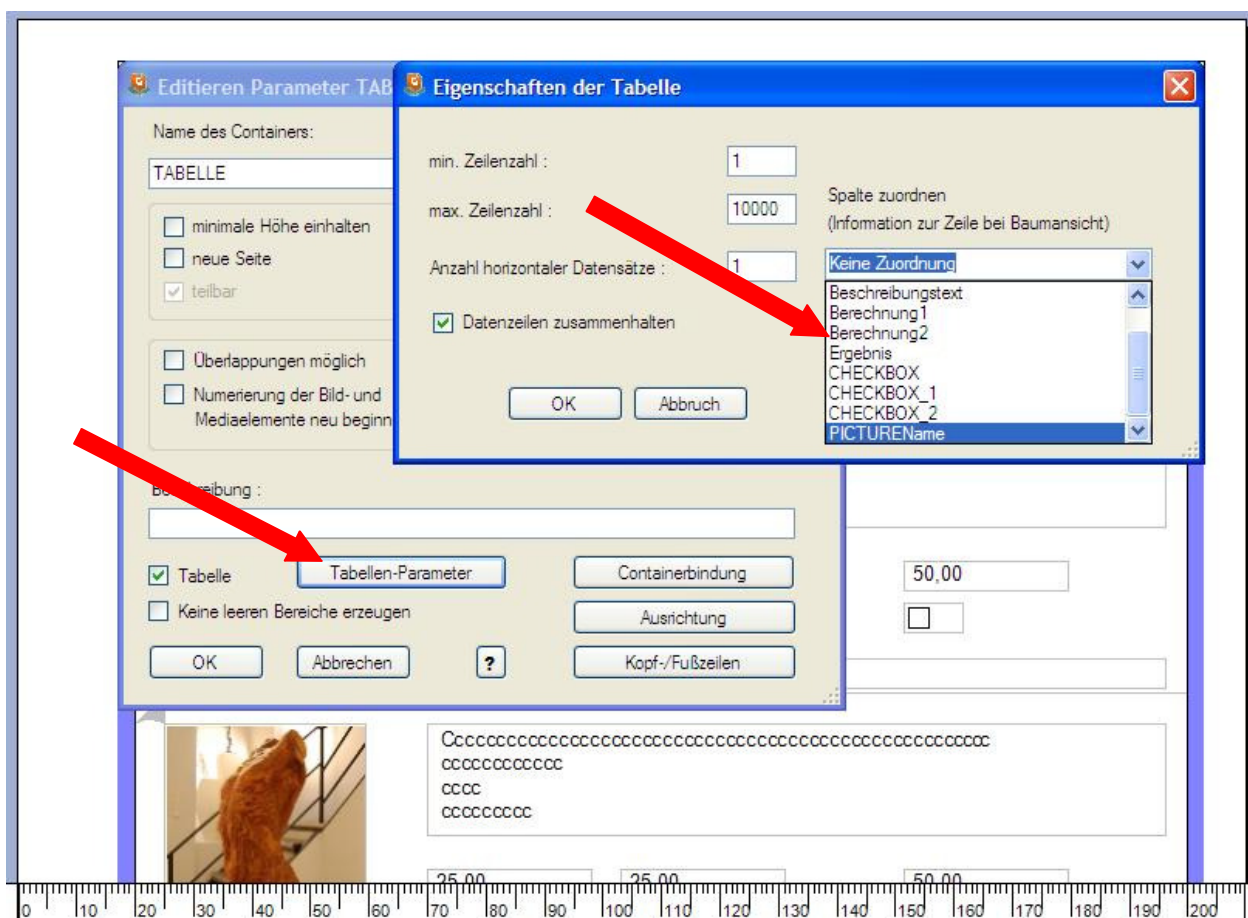 Editieren Parameter TAB
Name des Containers:
TABELLE
minimale Höhe einhalten
neue Seite
teilbar
Überlappungen möglich
Numerierung der Bild- und
Mediaelemente neu beginn
Tabelle
Tabellen-Parameter
Containerbindung
Keine leeren Bereiche erzeugen
Ausrichtung
OK
Abbrechen
?
Kopf-/Fußzeilen
Eigenschaften der Tabelle
min. Zeilenzahl :
1
max. Zeilenzahl :
10000
Anzahl horizontaler Datensätze :
1
Datenzeilen zusammenhalten
OK
Abbruch
Spalte zuordnen
(Information zur Zeile bei Baumansicht)
Keine Zuordnung
Beschreibungstext
Berechnung1
Berechnung2
Ergebnis
CHECKBOX
CHECKBOX_1
CHECKBOX_2
PICTUREName
50,00
Ccccccccccccccccccccccccccccccccccccccccccccccccccccc
cccccccccccc
cccc
ccccccccc
25,00 25,00 50,00
0 10 20 30 40 50 60 70 80 90 100 110 120 130 140 150 160 170 180 190 200